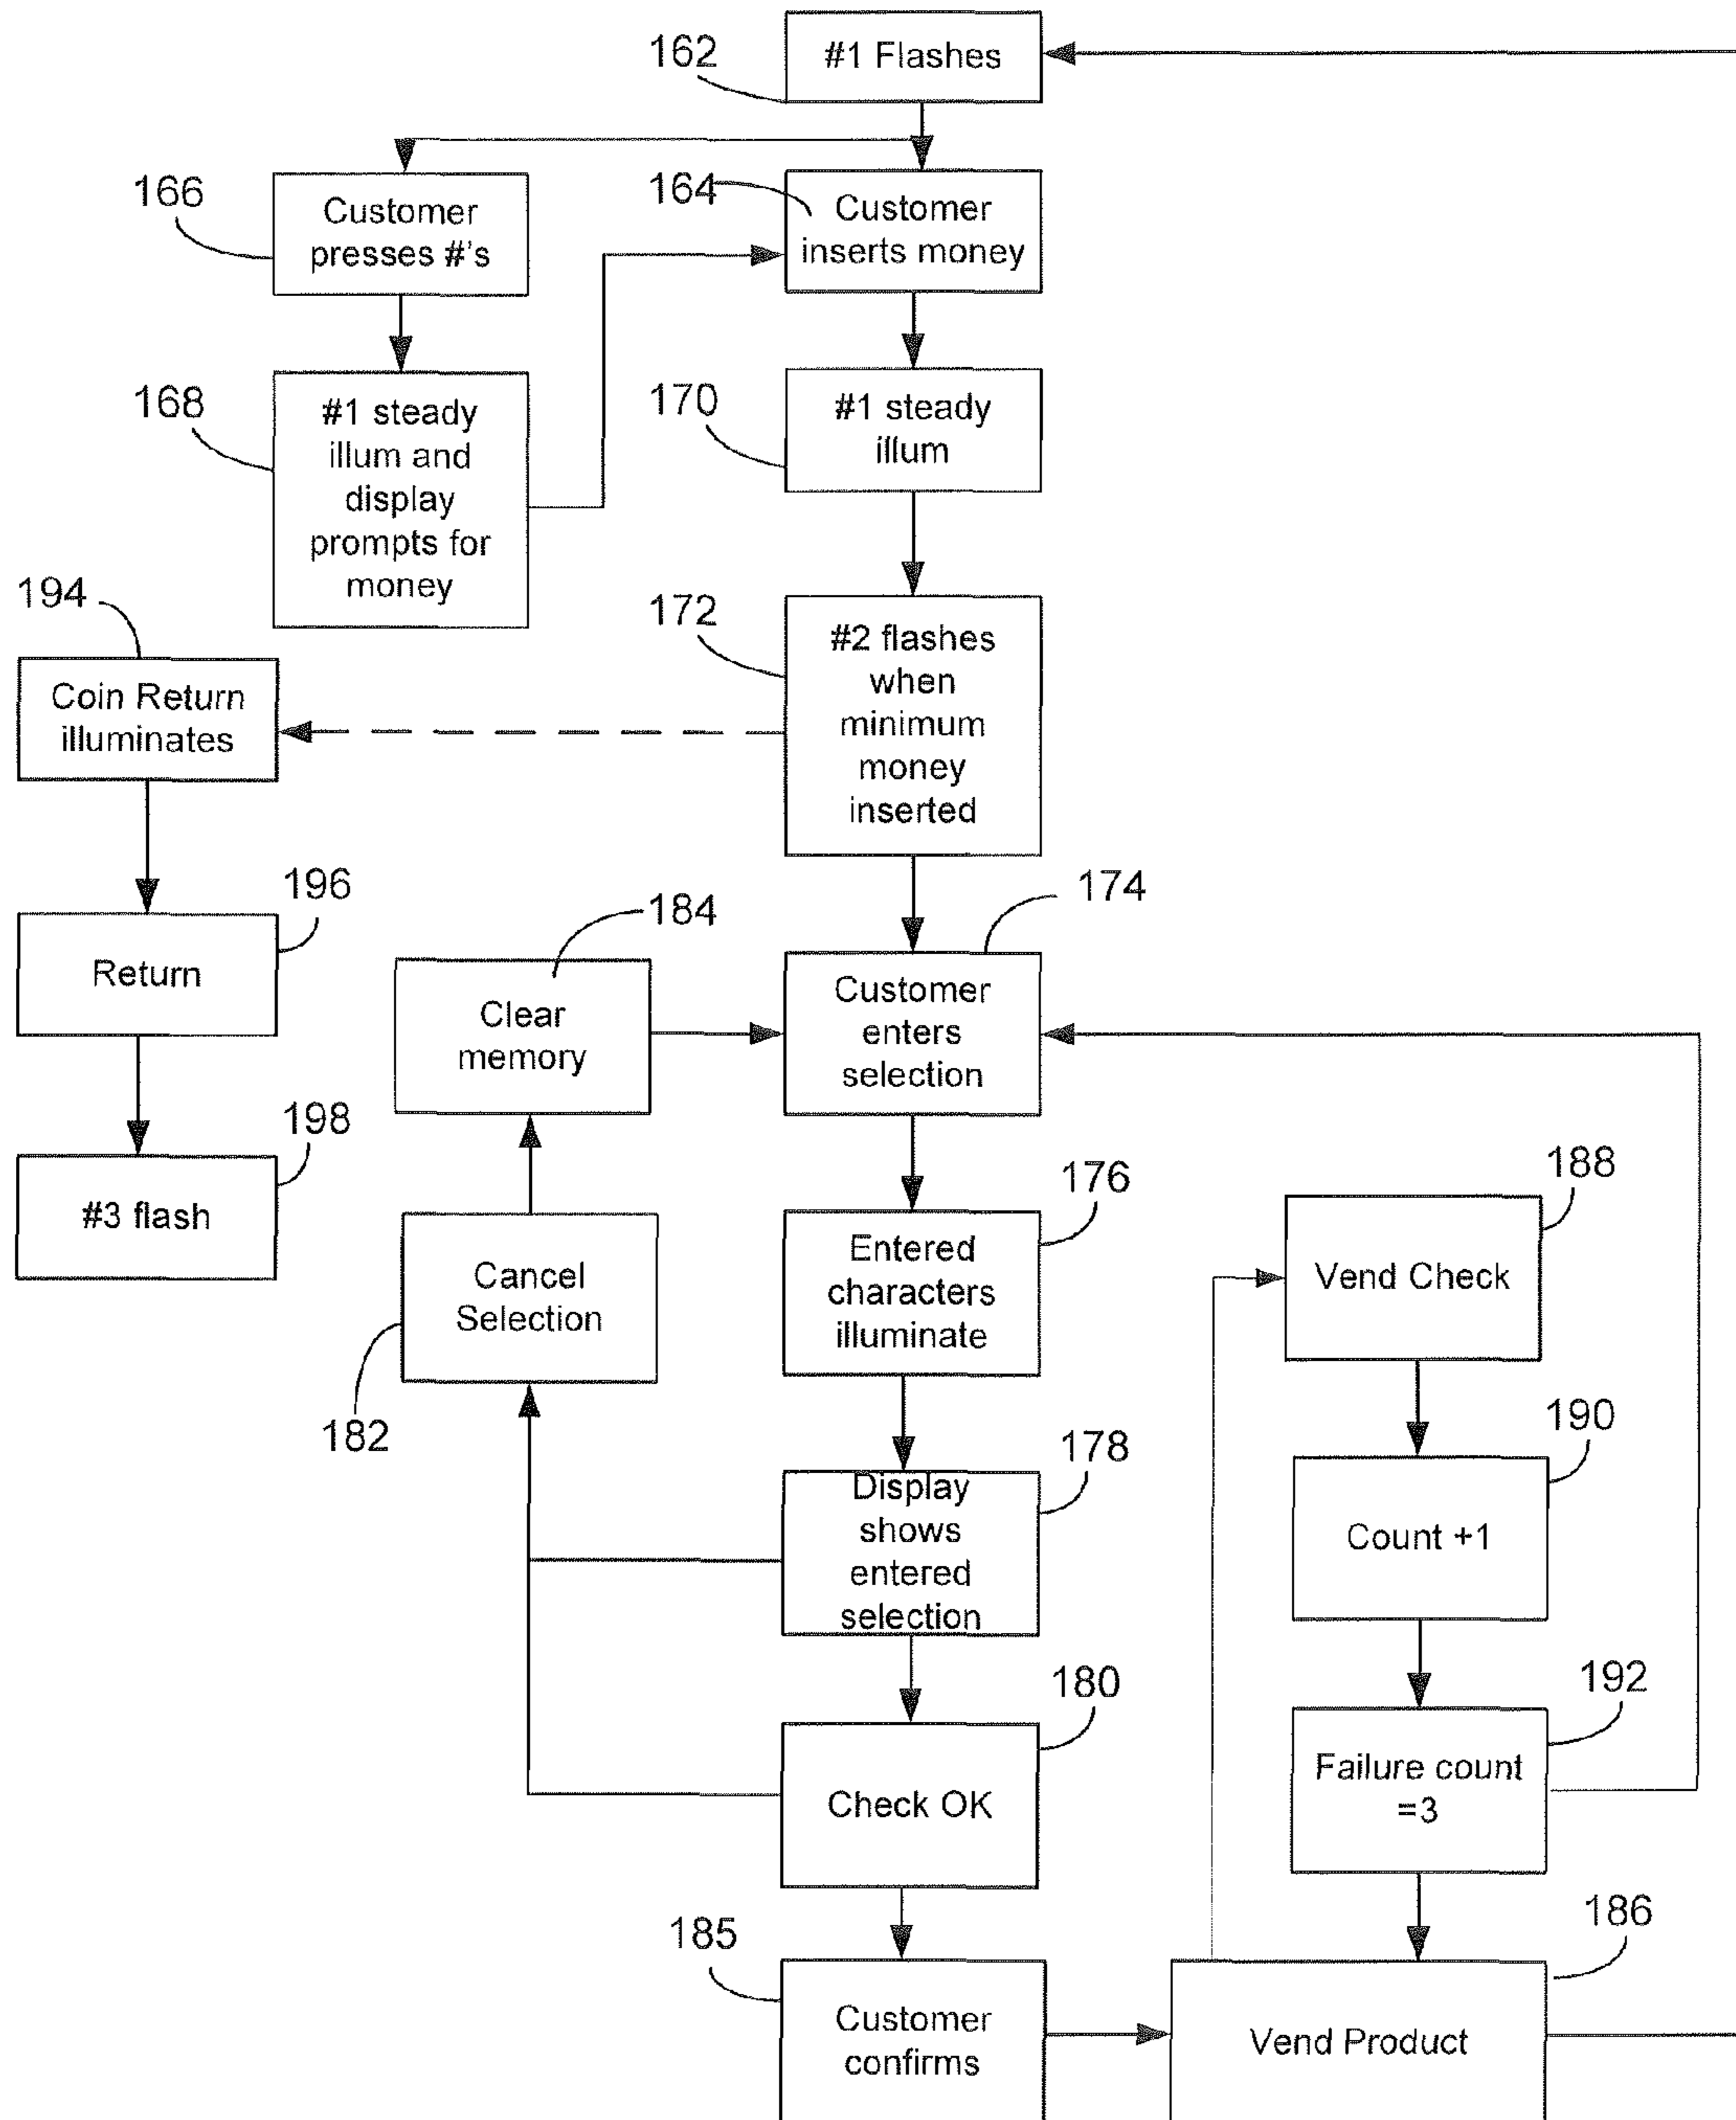 162
#1 Flashes
166
Customer
presses #'s
164
Customer
inserts money
168
#1 steady
illum and
display
prompts for
money
170
#1 steady
illum
194
Coin Return
illuminates
172
#2 flashes
when
minimum
money
inserted
196
Return
184
Clear
memory
174
Customer
enters
selection
198
#3 flash
182
Cancel
Selection
176
Entered
characters
illuminate
188
Vend Check
178
Display
shows
entered
selection
190
Count +1
180
Check OK
192
Failure count
=3
185
Customer
confirms
186
Vend Product